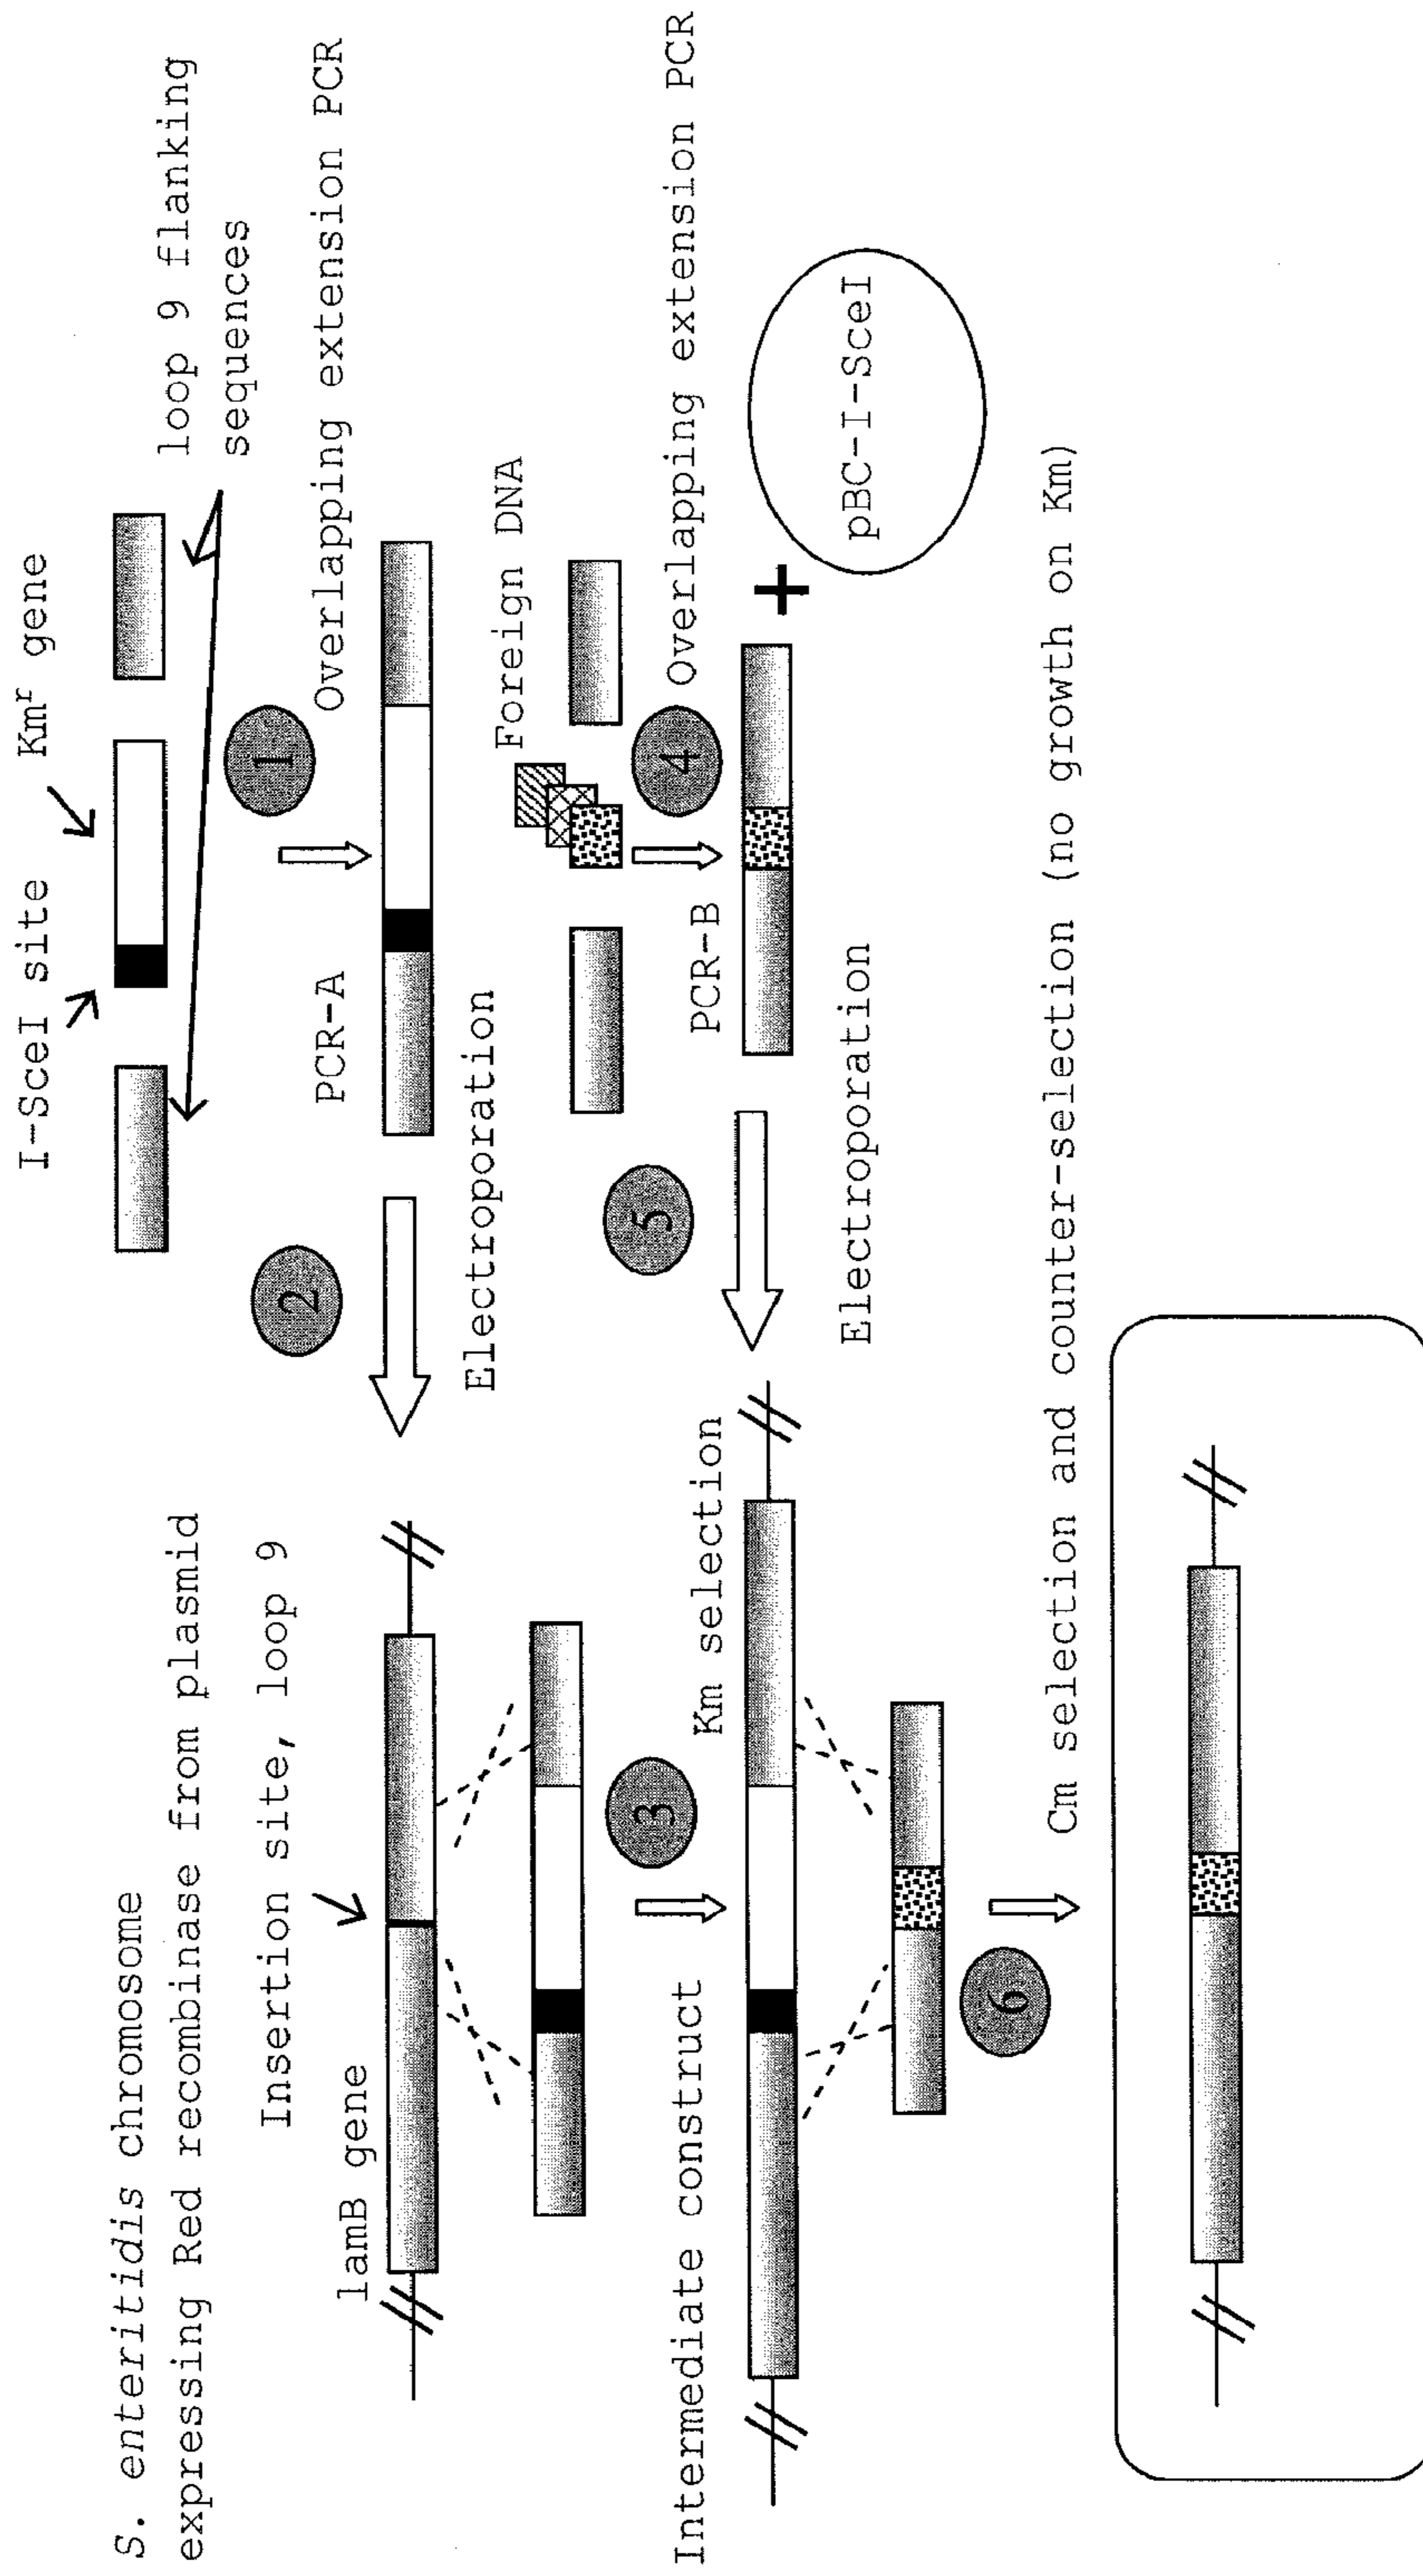 S. enteritidis chromosome
expressing Red recombinase from plasmid
Insertion site, loop 9
lamB gene
I-SceI site
Kmʳ gene
loop 9 flanking
sequences
1
Overlapping extension PCR
PCR-A
2
Electroporation
3
Foreign DNA
4
Overlapping extension PCR
PCR-B
+
pBC-I-SceI
5
Electroporation
Intermediate construct
Km selection
6
Cm selection and counter-selection (no growth on Km)